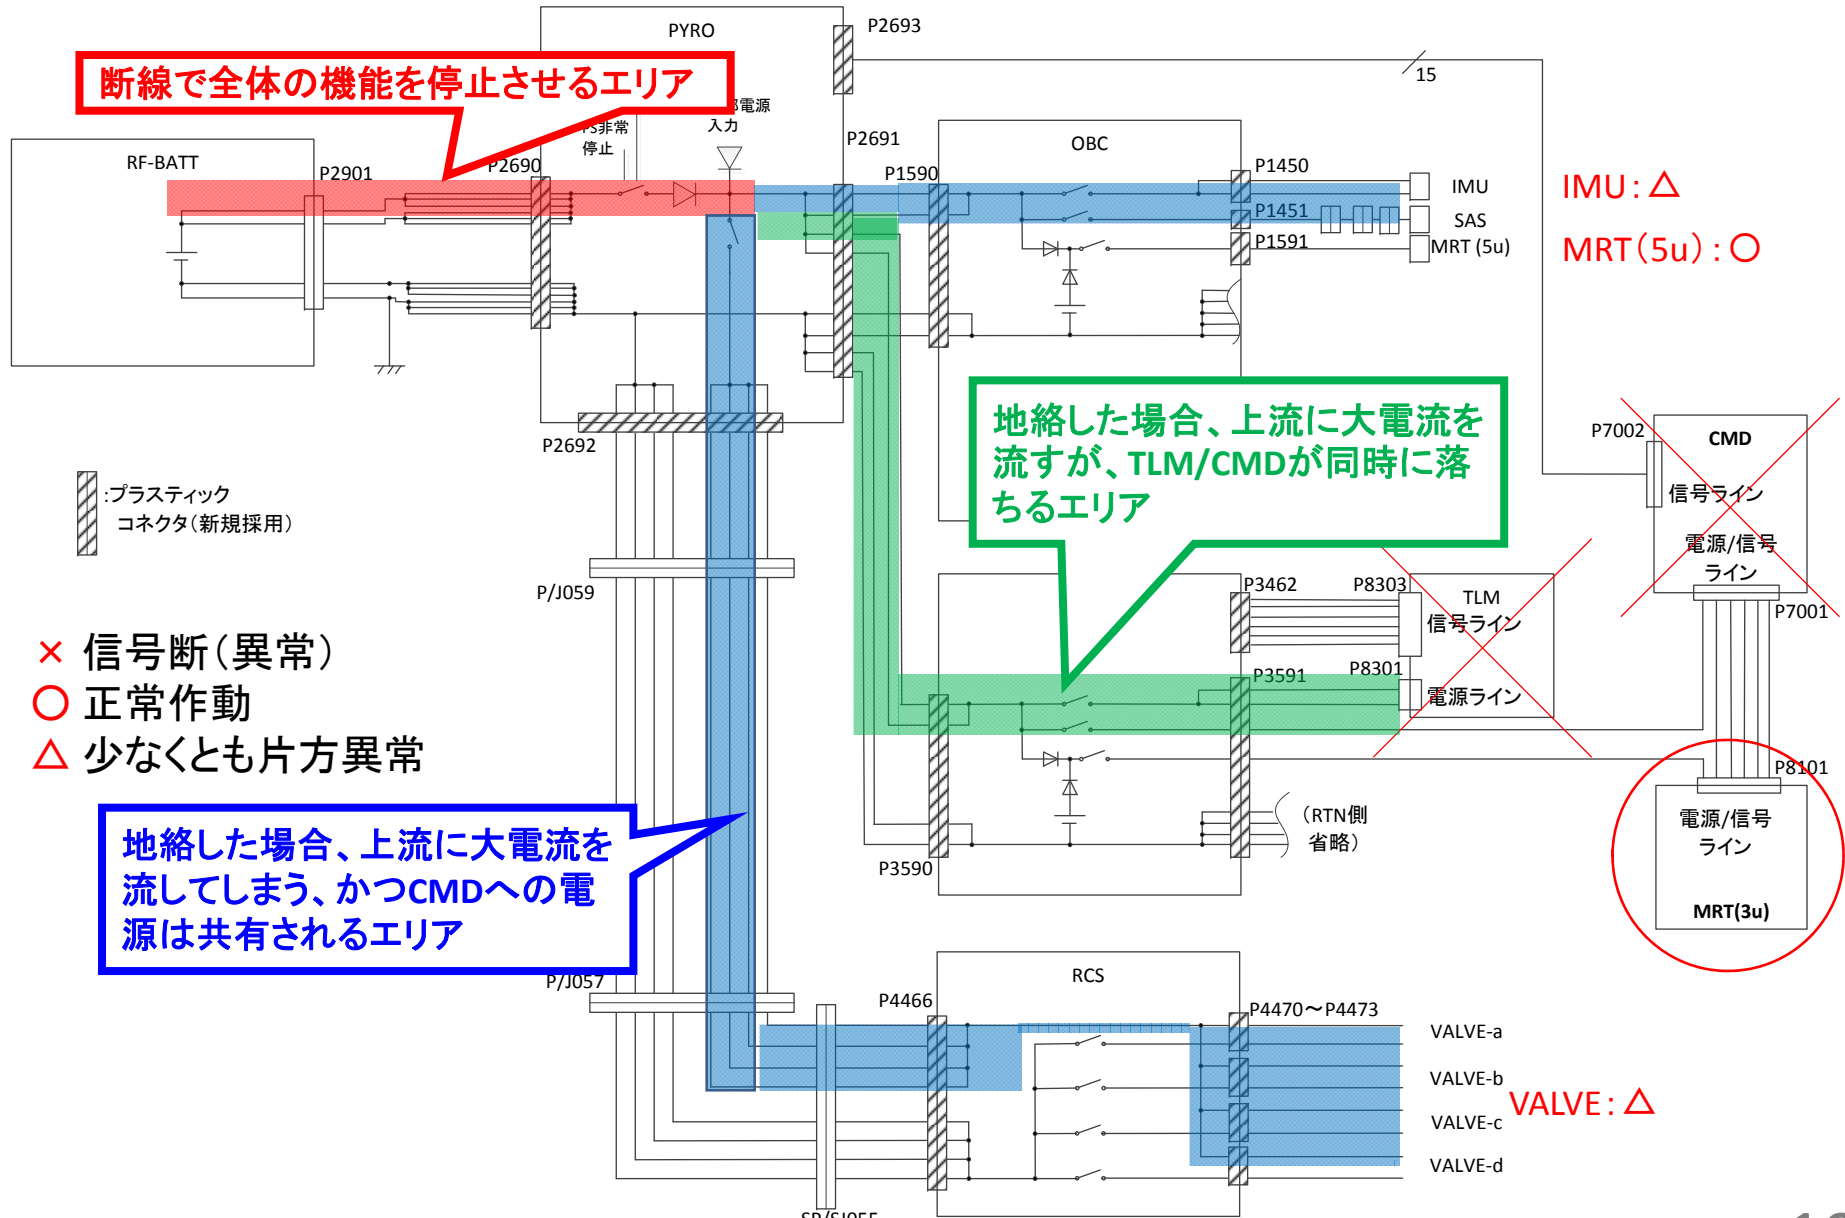 PYRO
P2693
断線で全体の機能を停止させるエリア
15
電源
入力
非常
停止
P2691
OBC
RF-BATT
P2901
P2690
P1590
P1450
IMU
P1451
SAS
P1591
MRT (5u)
IMU：△
MRT（5u）：○
P2692
:プラスティック
コネクタ（新規採用）
地絡した場合、上流に大電流を
流すが、TLM/CMDが同時に落
ちるエリア
P7002
CMD
信号ライン
電源/信号
ライン
P7001
P/J059
P3462
P8303
TLM
信号ライン
P3591
P8301
電源ライン
× 信号断（異常）
○ 正常作動
△ 少なくとも片方異常
P8101
電源/信号
ライン
MRT(3u)
（RTN側
省略）
P3590
地絡した場合、上流に大電流を
流してしまう、かつCMDへの電
源は共有されるエリア
P/J057
P4466
RCS
P4470～P4473
VALVE-a
VALVE-b
VALVE：△
VALVE-c
VALVE-d
SP/SJ055